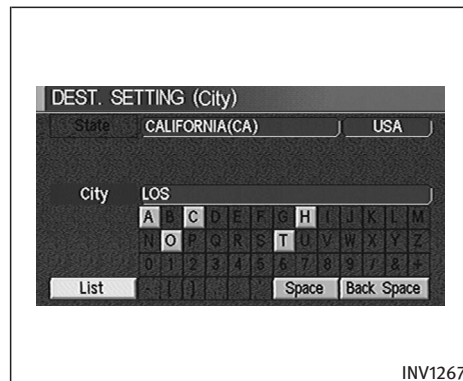 DEST. SETTING (City)
State CALIFORNIA(CA) USA
City LOS
A B C D E F G H I J K L M
N O P Q R S T U V W X Y Z
0 1 2 3 4 5 6 7 8 9 / & +
List - ( ) Space Back Space
INV1267